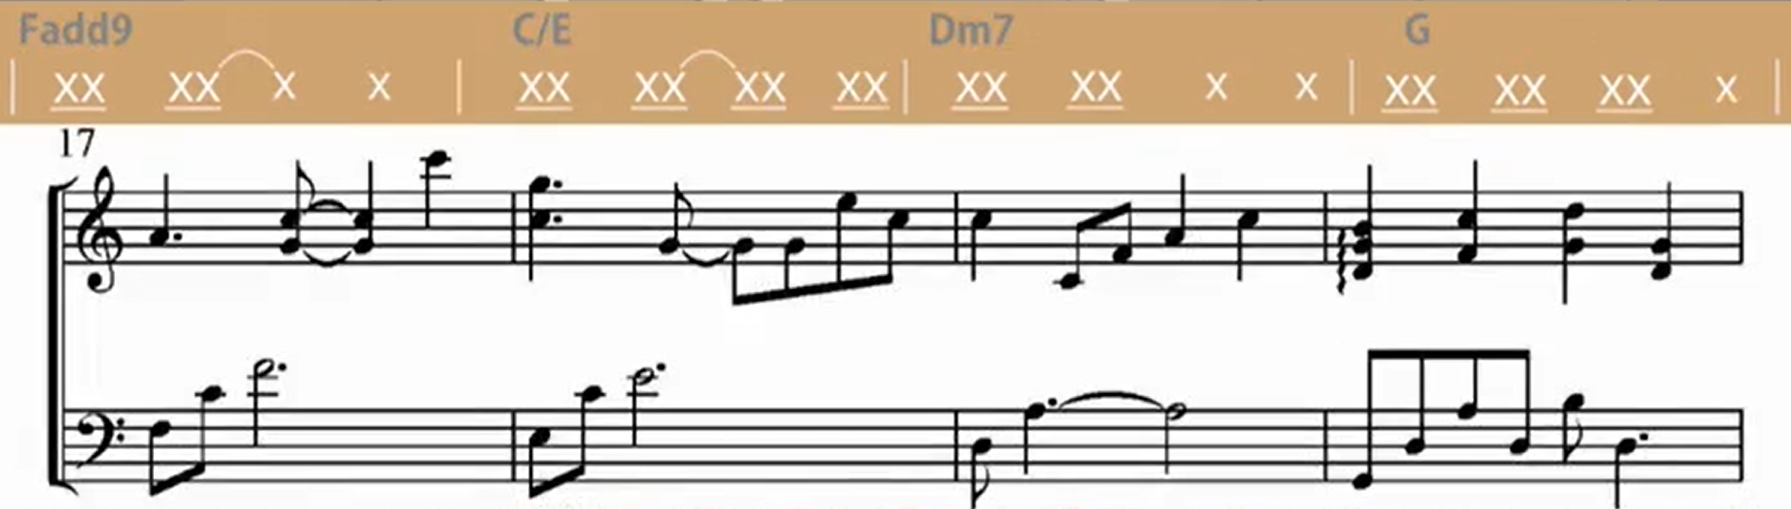 Fadd9 C/E Dm7 G
| XX XX X X | XX XX XX XX | XX XX X X | XX XX XX X |
17